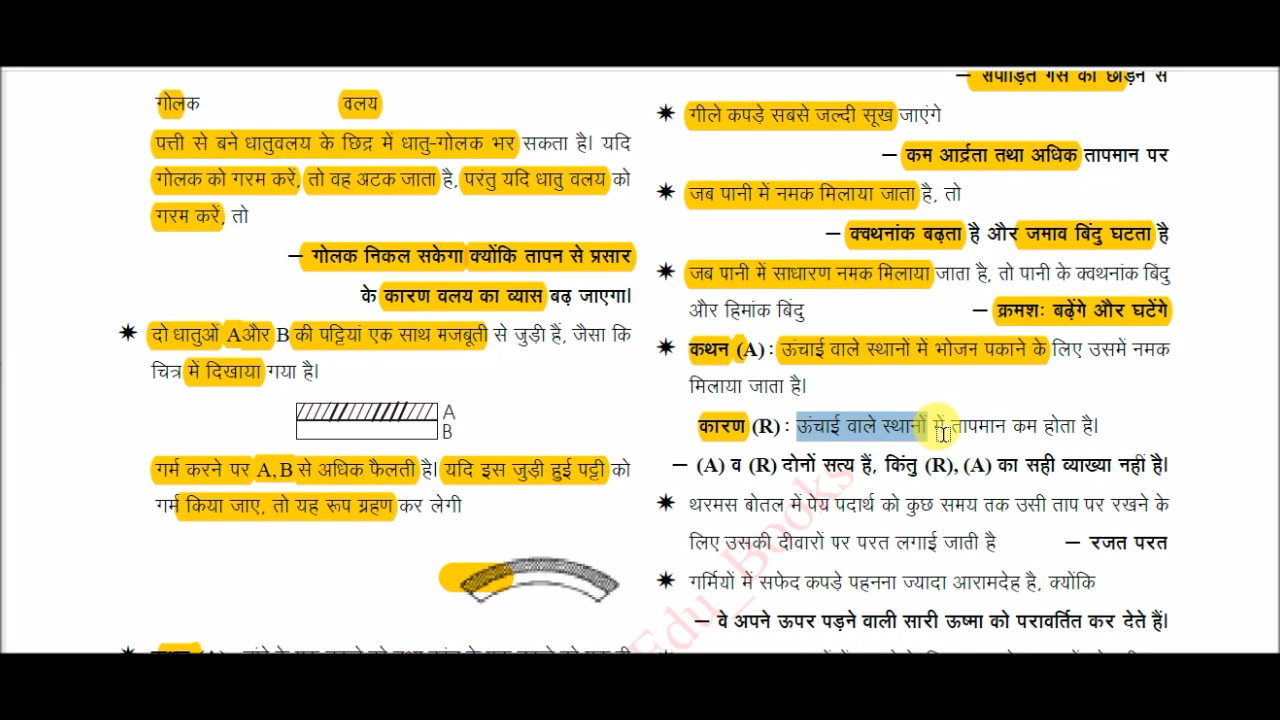 गोलक वलय
पत्ती से बने धातुवलय के छिद्र में धातु-गोलक भर सकता है। यदि
गोलक को गरम करें, तो वह अटक जाता है, परंतु यदि धातु वलय को
गरम करें, तो
– गोलक निकल सकेगा क्योंकि तापन से प्रसार
के कारण वलय का व्यास बढ़ जाएगा।
✷ दो धातुओं A और B की पट्टियां एक साथ मजबूती से जुड़ी हैं, जैसा कि
चित्र में दिखाया गया है।
A
B
गर्म करने पर A, B से अधिक फैलती है। यदि इस जुड़ी हुई पट्टी को
गर्म किया जाए, तो यह रूप ग्रहण कर लेगी
– संपीड़ित गैस को छोड़ने से
✷ गीले कपड़े सबसे जल्दी सूख जाएंगे
– कम आर्द्रता तथा अधिक तापमान पर
✷ जब पानी में नमक मिलाया जाता है, तो
– क्वथनांक बढ़ता है और जमाव बिंदु घटता है
✷ जब पानी में साधारण नमक मिलाया जाता है, तो पानी के क्वथनांक बिंदु
और हिमांक बिंदु – क्रमशः बढ़ेंगे और घटेंगे
✷ कथन (A) : ऊंचाई वाले स्थानों में भोजन पकाने के लिए उसमें नमक
मिलाया जाता है।
कारण (R) : ऊंचाई वाले स्थानों में तापमान कम होता है।
– (A) व (R) दोनों सत्य हैं, किंतु (R), (A) का सही व्याख्या नहीं है।
✷ थरमस बोतल में पेय पदार्थ को कुछ समय तक उसी ताप पर रखने के
लिए उसकी दीवारों पर परत लगाई जाती है – रजत परत
✷ गर्मियों में सफेद कपड़े पहनना ज्यादा आरामदेह है, क्योंकि
– वे अपने ऊपर पड़ने वाली सारी ऊष्मा को परावर्तित कर देते हैं।
Edu_Books